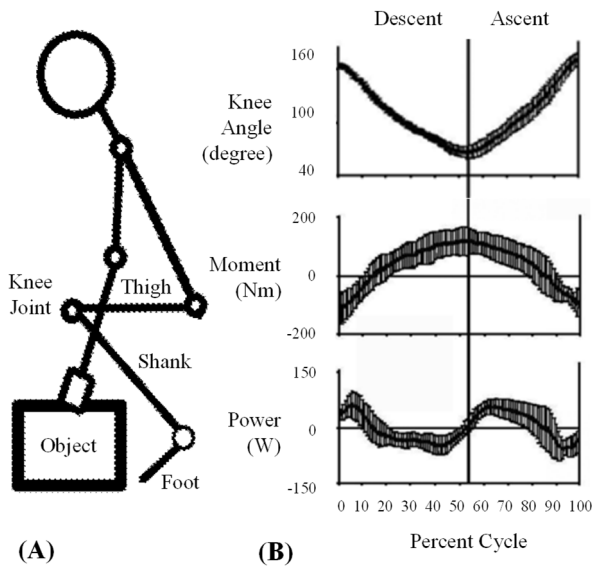 Descent Ascent
Knee
Angle
(degree)
160
100
40
Moment
(Nm)
200
0
-200
Power
(W)
150
0
-150
0 10 20 30 40 50 60 70 80 90 100
Percent Cycle
Knee
Joint
Thigh
Shank
Object
Foot
(A)
(B)